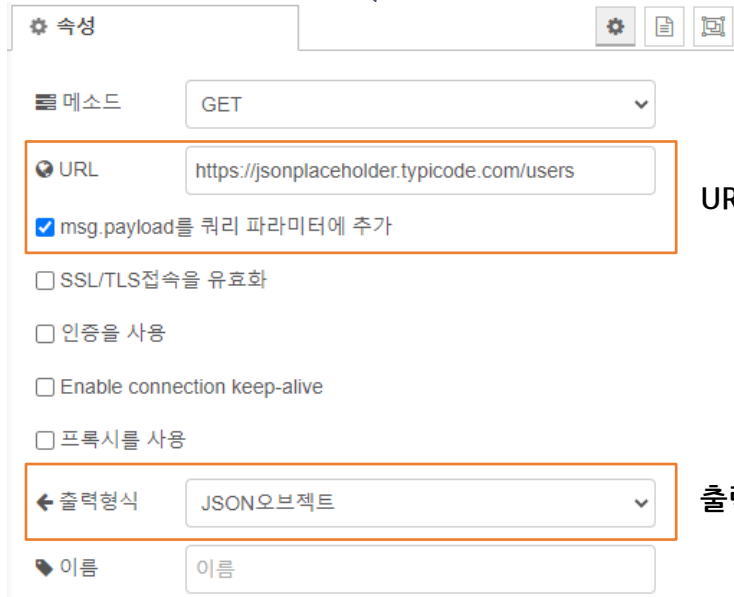 속성
메소드 GET
URL https://jsonplaceholder.typicode.com/users
UR
msg.payload를 쿼리 파라미터에 추가
SSL/TLS접속을 유효화
인증을 사용
Enable connection keep-alive
프록시를 사용
출력형식 JSON오브젝트
이름 이름